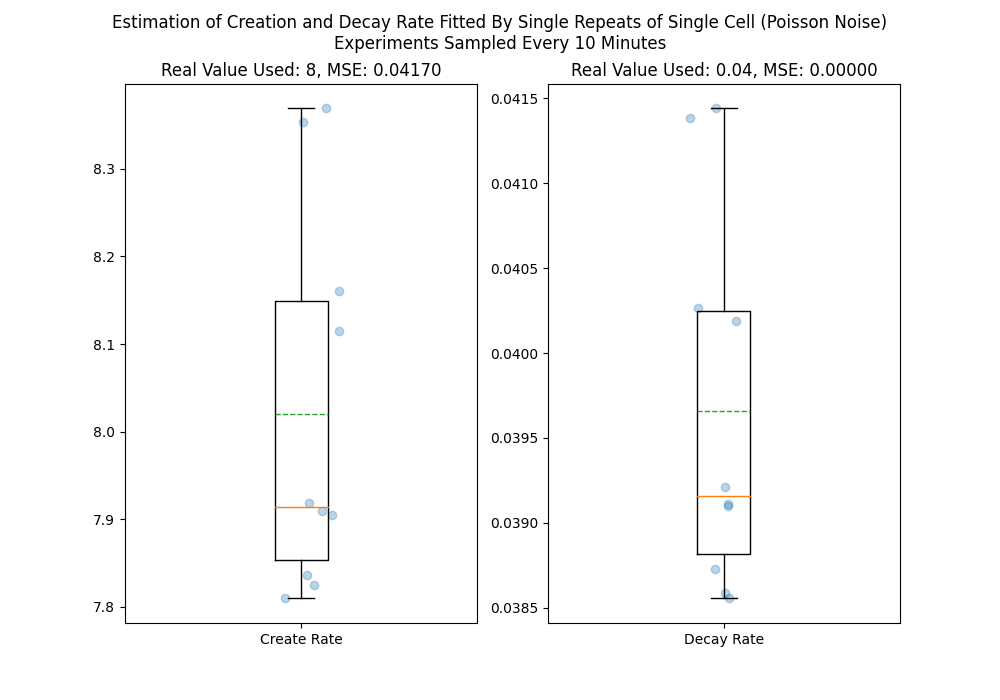 Estimation of Creation and Decay Rate Fitted By Single Repeats of Single Cell (Poisson Noise)
Experiments Sampled Every 10 Minutes
Real Value Used: 8, MSE: 0.04170
8.3
8.2
8.1
8.0
7.9
7.8
Create Rate
Real Value Used: 0.04, MSE: 0.00000
0.0415
0.0410
0.0405
0.0400
0.0395
0.0390
0.0385
Decay Rate